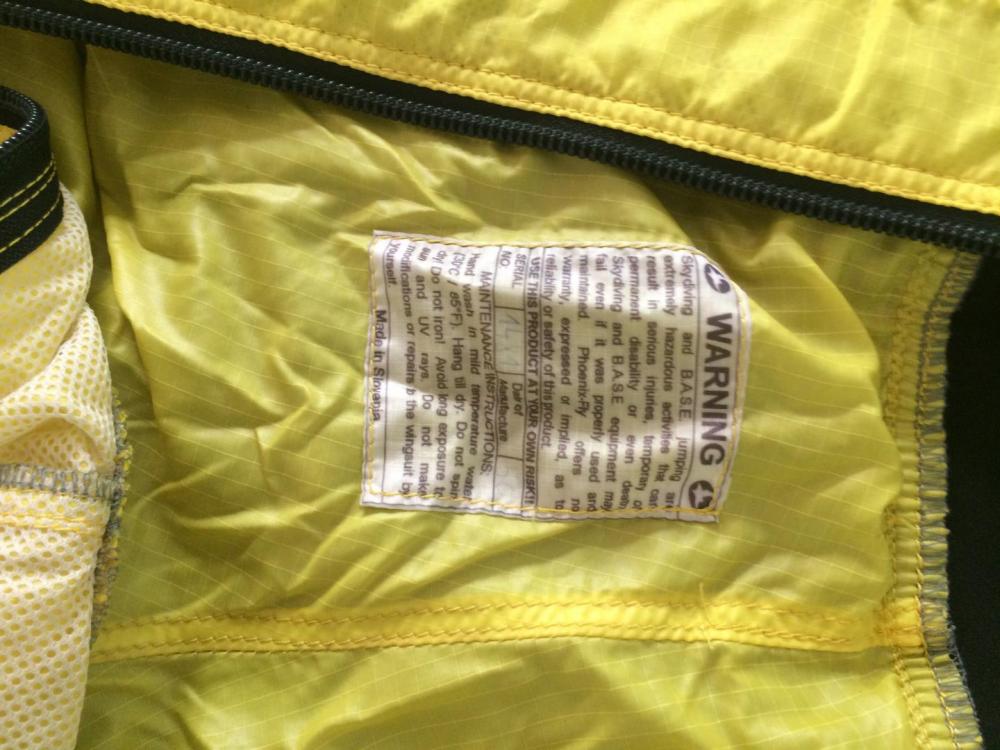 WARNING
Skydiving and B.A.S.E. jumping are
extremely hazardous activities that can
result in serious injuries, temporary or
permanent disability or even death.
Skydiving and B.A.S.E. equipment may
fail even if it was properly used and
maintained. Phoenix-Fly offers no
warranty, expressed or implied, as to
reliability or safety of this product.
USE THIS PRODUCT AT YOUR OWN RISK!!
SERIAL NO.
Manufacture
MAINTENANCE INSTRUCTIONS:
hand wash in mild temperature water
(30°C / 85°F). Hang till dry. Do not spin
dry! Do not iron! Avoid long exposure to
sun and UV rays. Do not make
modifications or repairs the wingsuit by
yourself.
Made in Slovenia